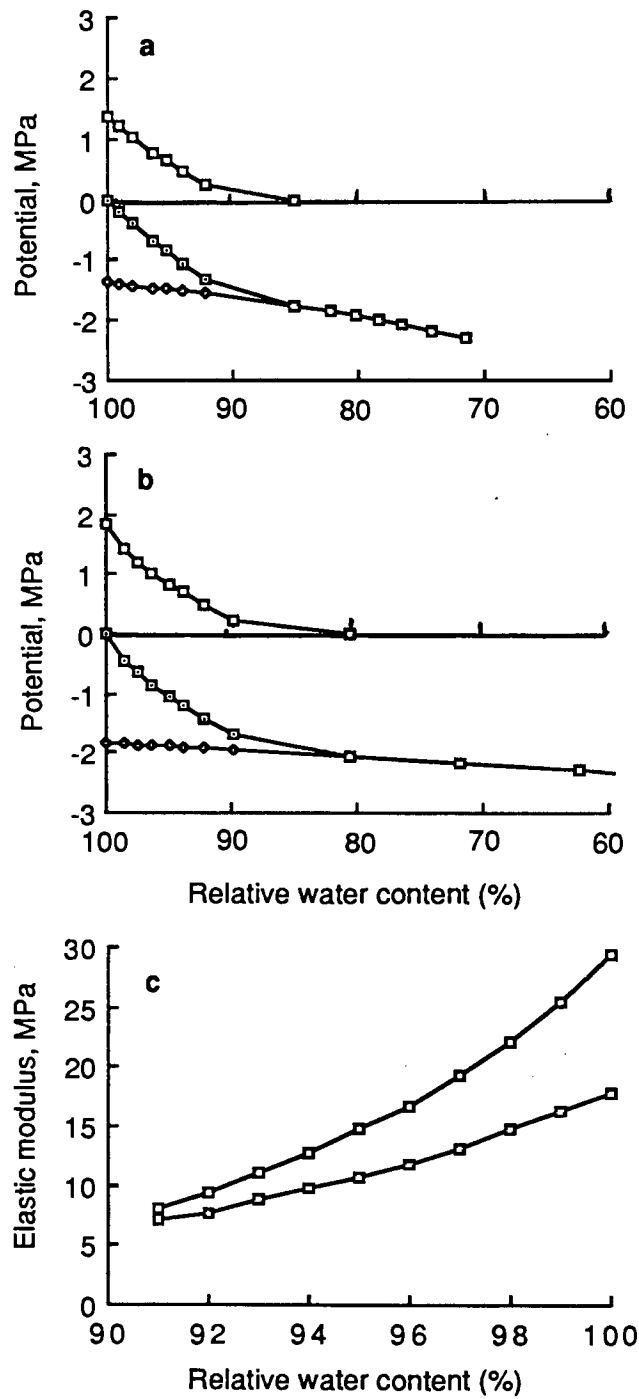 a
Potential, MPa
3
2
1
0
-1
-2
-3
100 90 80 70 60
b
Potential, MPa
3
2
1
0
-1
-2
-3
100 90 80 70 60
Relative water content (%)
c
Elastic modulus, MPa
30
25
20
15
10
5
0
90 92 94 96 98 100
Relative water content (%)